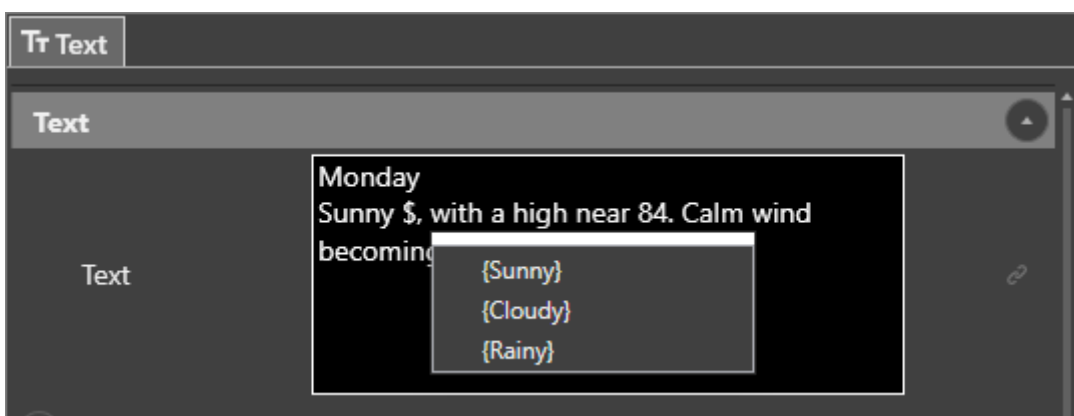 Tт Text
Text
Text
Monday
Sunny $, with a high near 84. Calm wind
becoming
{Sunny}
{Cloudy}
{Rainy}